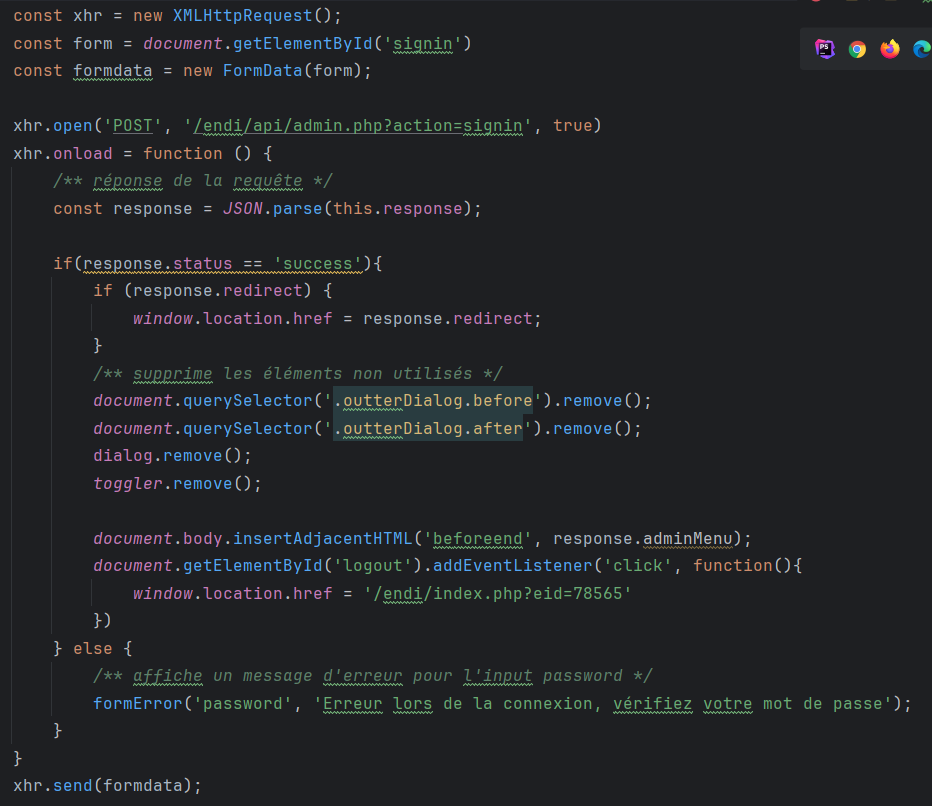 const xhr = new XMLHttpRequest();
const form = document.getElementById('signin')
const formdata = new FormData(form);
PS
xhr.open('POST', '/endi/api/admin.php?action=signin', true)
xhr.onload = function () {
/** réponse de la requête */
const response = JSON.parse(this.response);
if(response.status == 'success'){
if (response.redirect) {
window.location.href = response.redirect;
}
/** supprime les éléments non utilisés */
document.querySelector('.outterDialog.before').remove();
document.querySelector('.outterDialog.after').remove();
dialog.remove();
toggler.remove();
document.body.insertAdjacentHTML('beforeend', response.adminMenu);
document.getElementById('logout').addEventListener('click', function(){
window.location.href = '/endi/index.php?eid=78565'
})
} else {
/** affiche un message d'erreur pour l'input password */
formError('password', 'Erreur lors de la connexion, vérifiez votre mot de passe');
}
}
xhr.send(formdata);